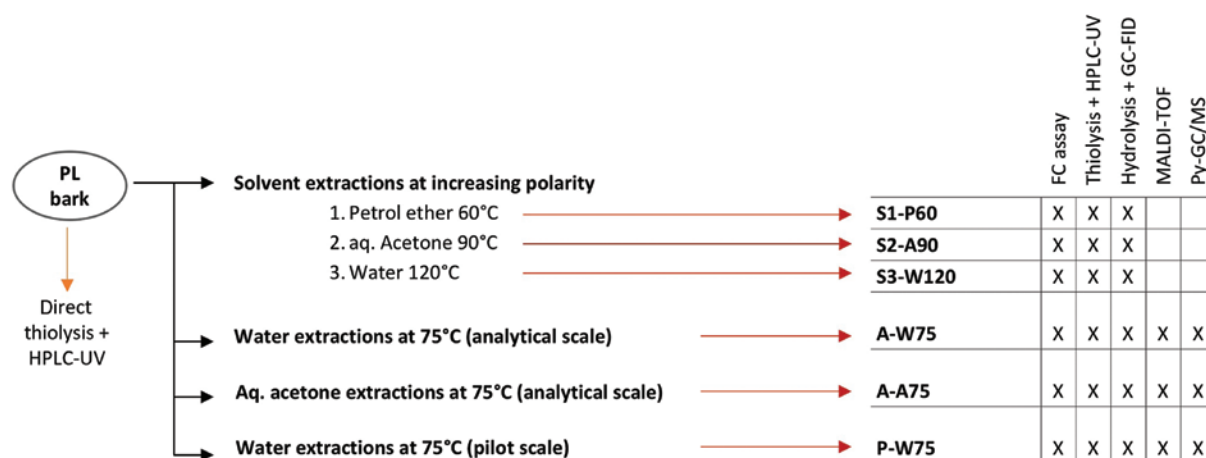 FC assay
Thiolysis + HPLC-UV
Hydrolysis + GC-FID
MALDI-TOF
Py-GC/MS
PL
bark
Direct
thiolysis +
HPLC-UV
Solvent extractions at increasing polarity
1. Petrol ether 60°C S1-P60 X X X
2. aq. Acetone 90°C S2-A90 X X X
3. Water 120°C S3-W120 X X X
Water extractions at 75°C (analytical scale) A-W75 X X X X X
Aq. acetone extractions at 75°C (analytical scale) A-A75 X X X X X
Water extractions at 75°C (pilot scale) P-W75 X X X X X